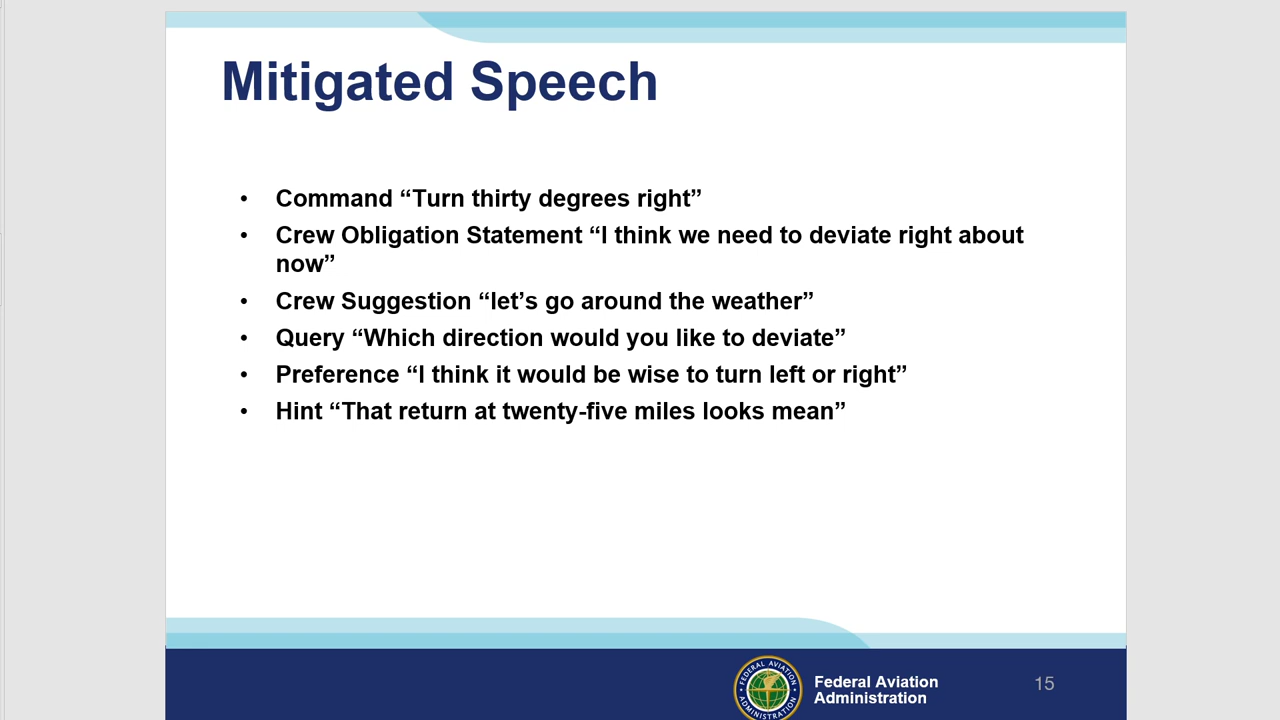 Mitigated Speech
• Command “Turn thirty degrees right”
• Crew Obligation Statement “I think we need to deviate right about
now”
• Crew Suggestion “let’s go around the weather”
• Query “Which direction would you like to deviate”
• Preference “I think it would be wise to turn left or right”
• Hint “That return at twenty-five miles looks mean”
FEDERAL AVIATION
ADMINISTRATION
Federal Aviation
Administration
15